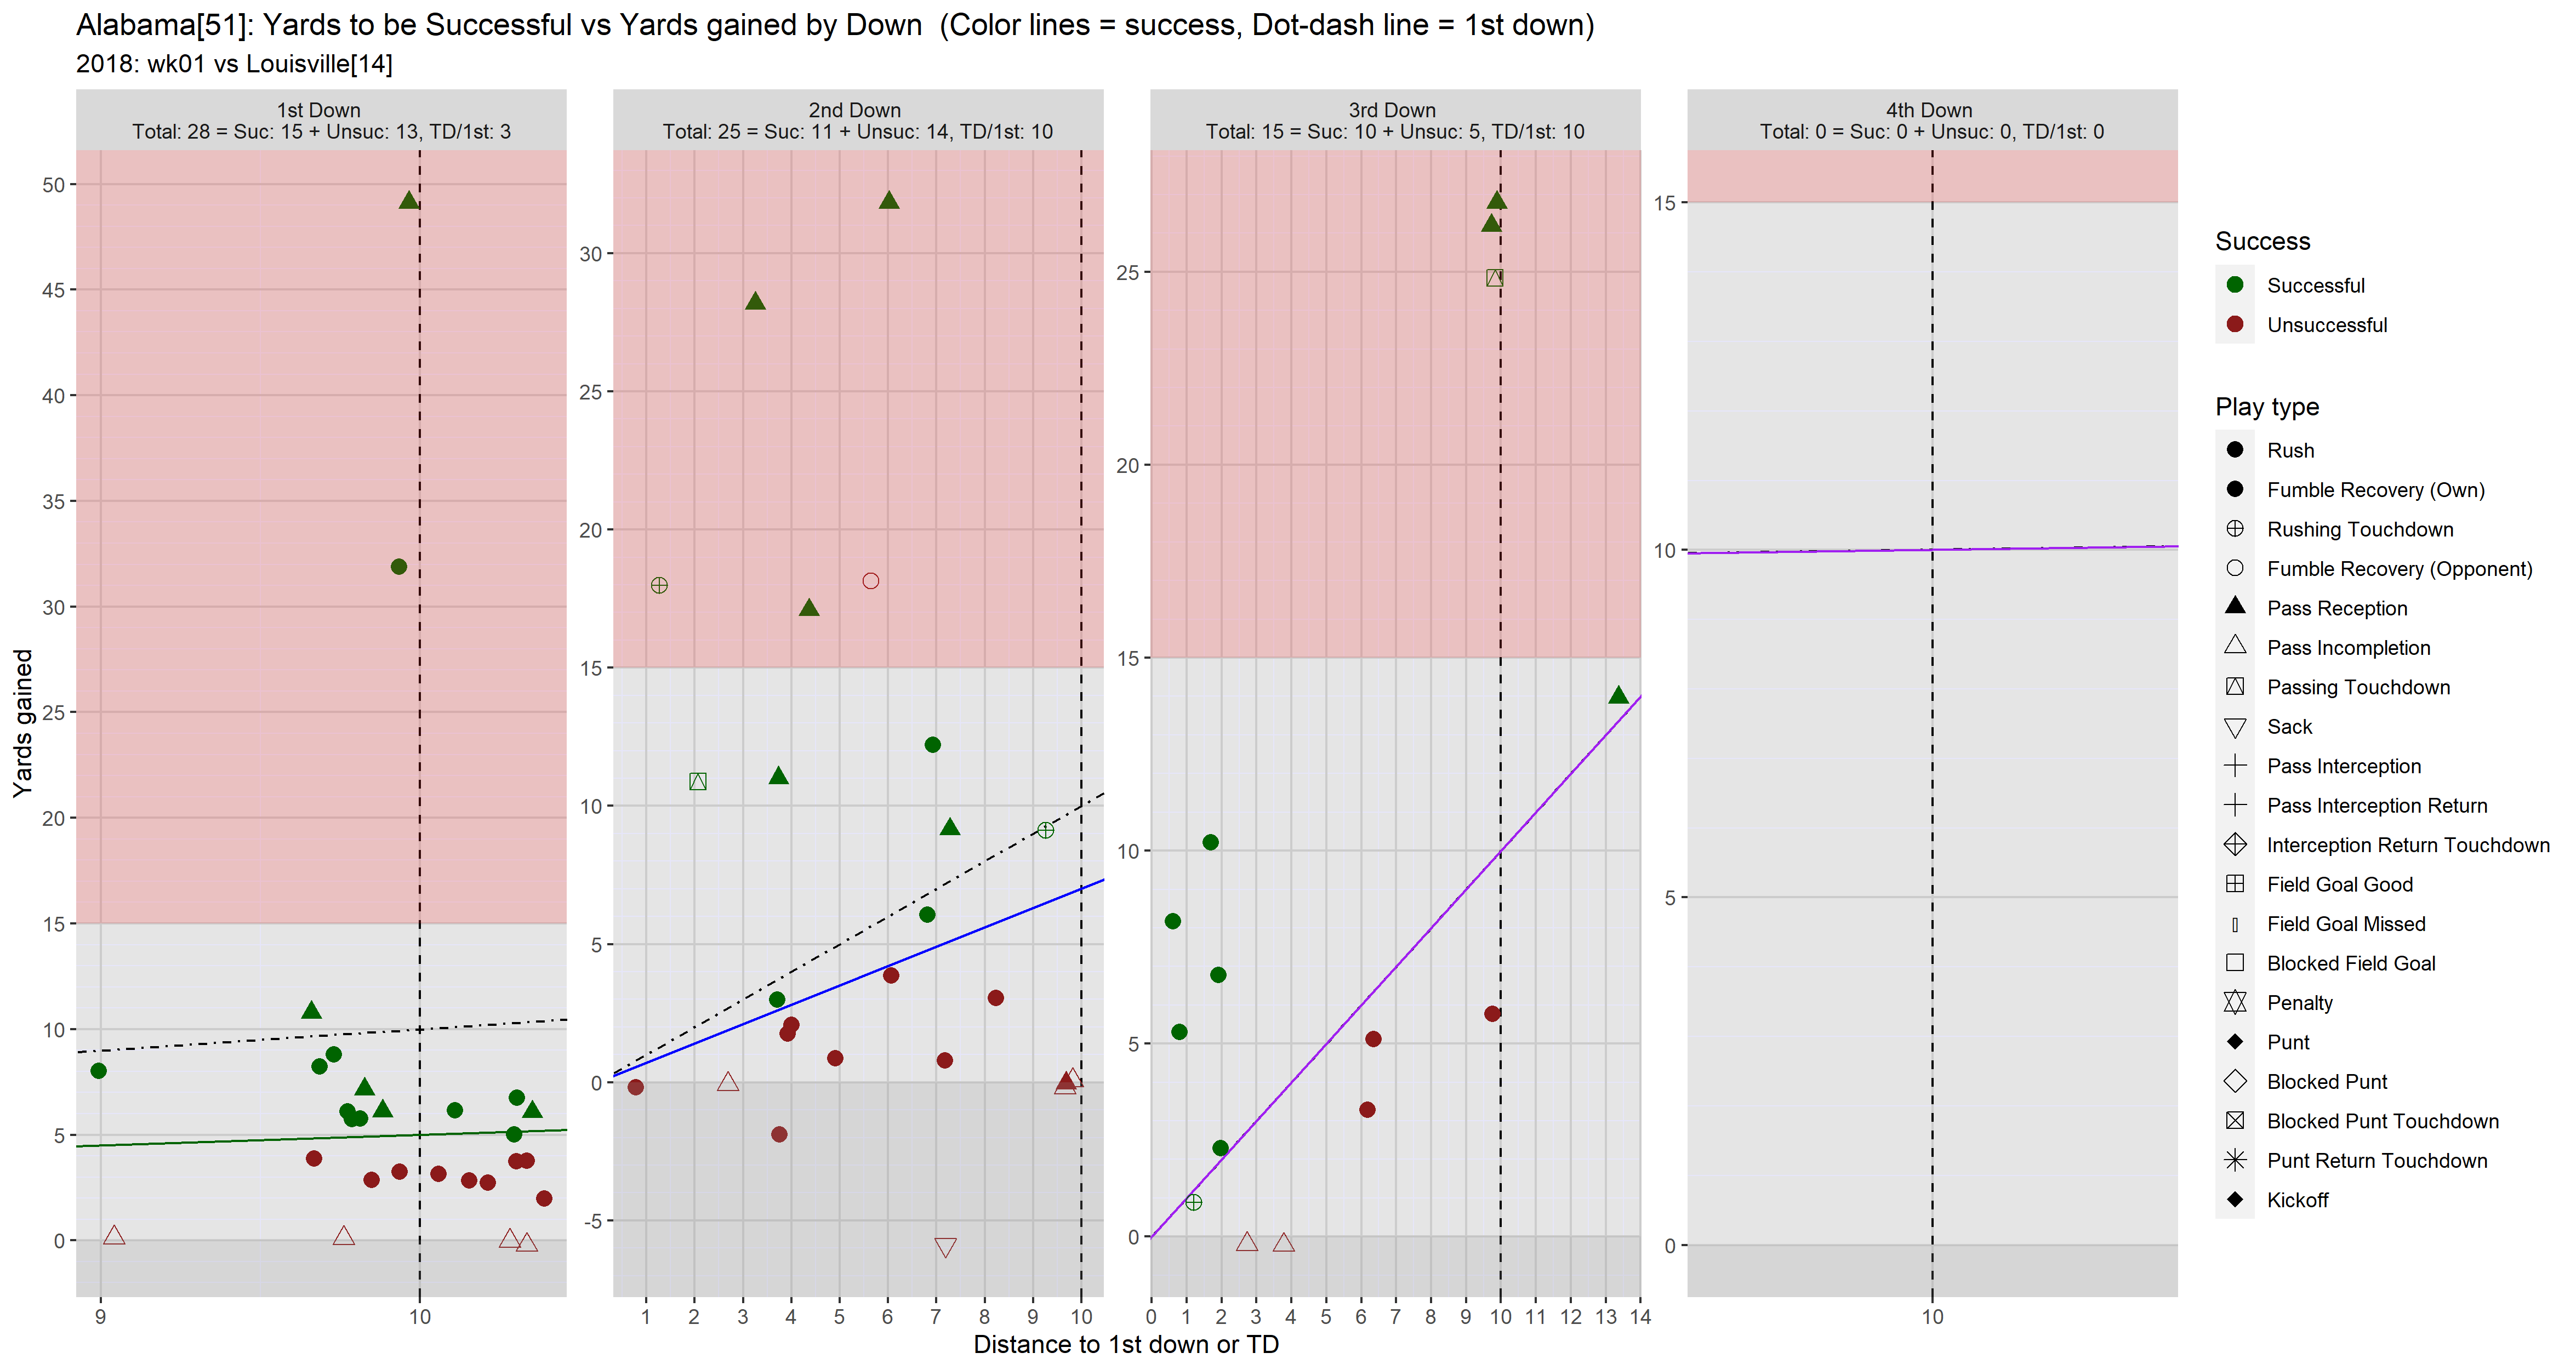 Alabama[51]: Yards to be Successful vs Yards gained by Down  (Color lines = success, Dot-dash line = 1st down)
2018: wk01 vs Louisville[14]
1st Down
Total: 28 = Suc: 15 + Unsuc: 13, TD/1st: 3
2nd Down
Total: 25 = Suc: 11 + Unsuc: 14, TD/1st: 10
3rd Down
Total: 15 = Suc: 10 + Unsuc: 5, TD/1st: 10
4th Down
Total: 0 = Suc: 0 + Unsuc: 0, TD/1st: 0
Yards gained
50
45
40
35
30
25
20
15
10
5
0
9
10
30
25
20
15
10
5
0
-5
1 2 3 4 5 6 7 8 9 10
25
20
15
10
5
0
0 1 2 3 4 5 6 7 8 9 10 11 12 13 14
15
10
5
0
10
Distance to 1st down or TD
Success
Successful
Unsuccessful
Play type
Rush
Fumble Recovery (Own)
Rushing Touchdown
Fumble Recovery (Opponent)
Pass Reception
Pass Incompletion
Passing Touchdown
Sack
Pass Interception
Pass Interception Return
Interception Return Touchdown
Field Goal Good
Field Goal Missed
Blocked Field Goal
Penalty
Punt
Blocked Punt
Blocked Punt Touchdown
Punt Return Touchdown
Kickoff